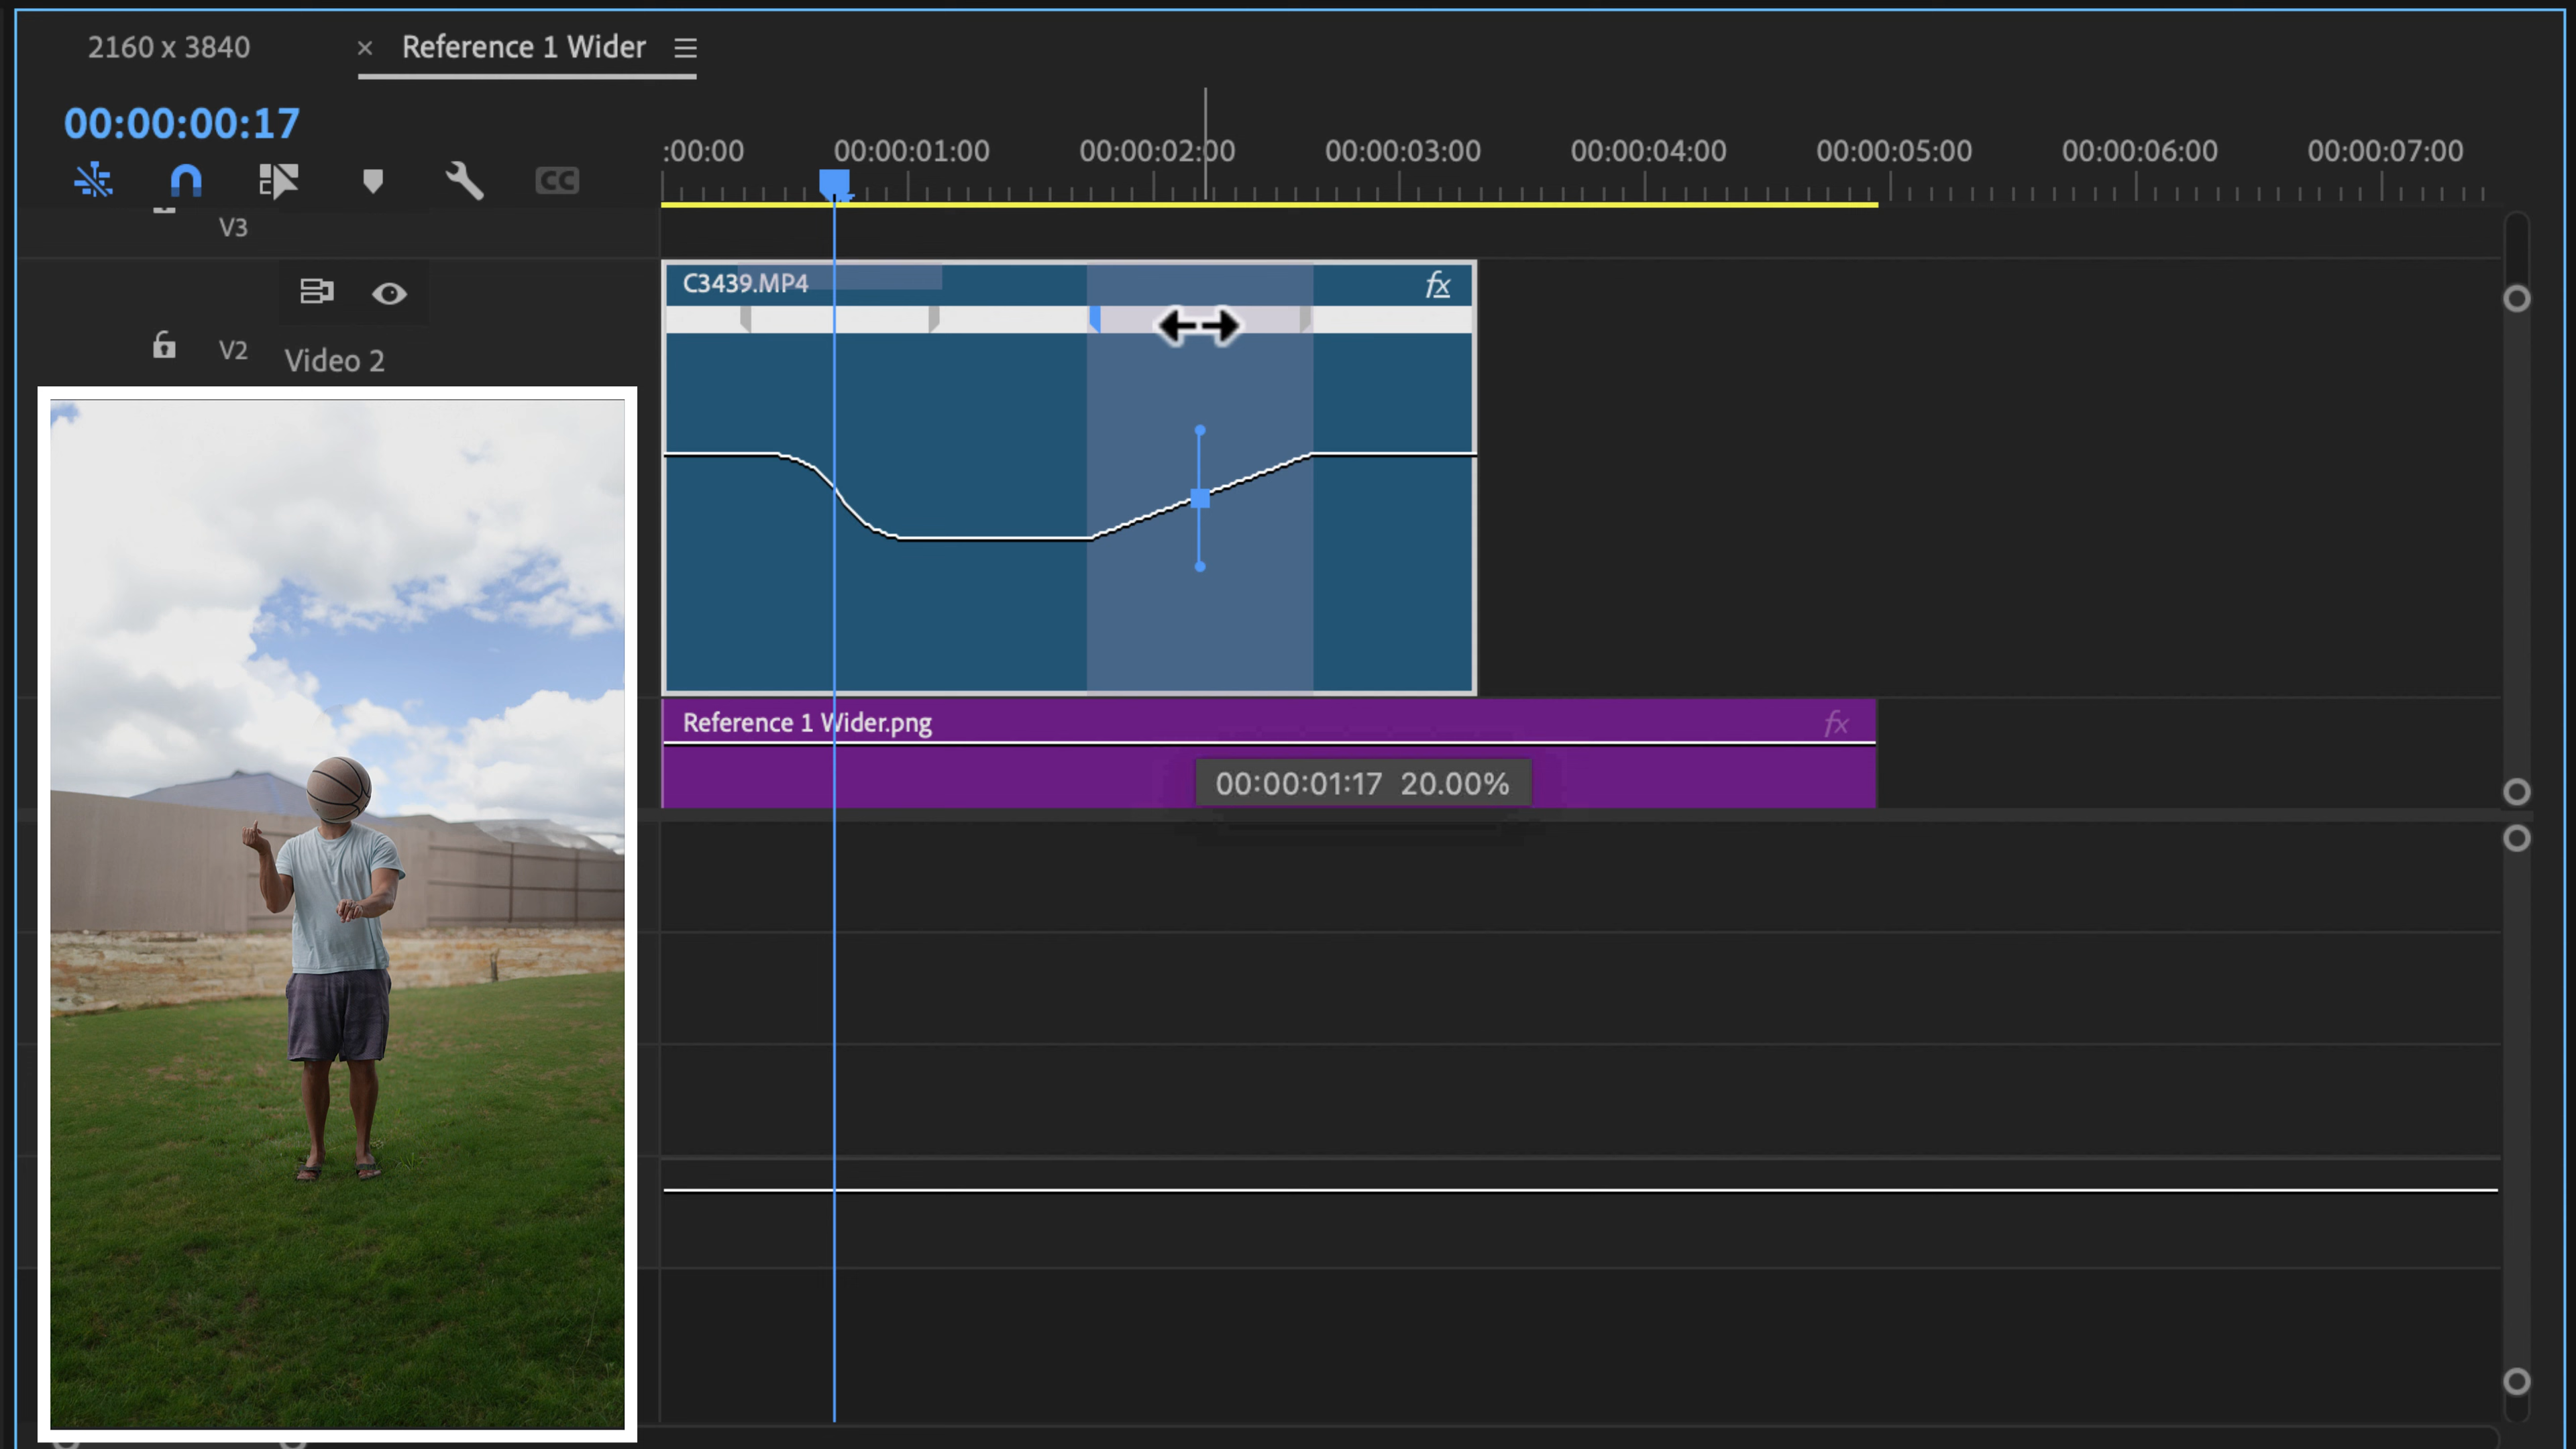 2160 x 3840
× Reference 1 Wider
00:00:00:17
:00:00 00:00:01:00 00:00:02:00 00:00:03:00 00:00:04:00 00:00:05:00 00:00:06:00 00:00:07:00
CC
V3
C3439.MP4 fx
V2 Video 2
Reference 1 Wider.png fx
00:00:01:17 20.00%